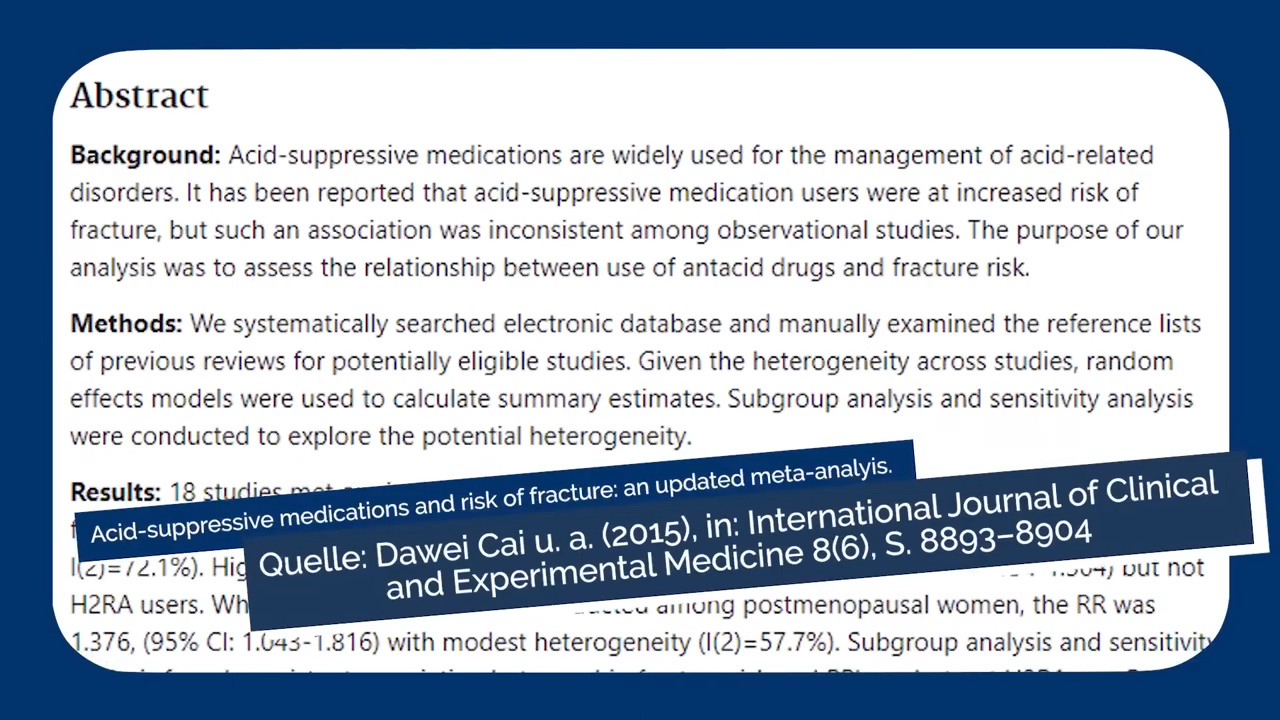 Abstract
Background: Acid-suppressive medications are widely used for the management of acid-related
disorders. It has been reported that acid-suppressive medication users were at increased risk of
fracture, but such an association was inconsistent among observational studies. The purpose of our
analysis was to assess the relationship between use of antacid drugs and fracture risk.
Methods: We systematically searched electronic database and manually examined the reference lists
of previous reviews for potentially eligible studies. Given the heterogeneity across studies, random
effects models were used to calculate summary estimates. Subgroup analysis and sensitivity analysis
were conducted to explore the potential heterogeneity.
Results: 18 studies
Acid-suppressive medications and risk of fracture: an updated meta-analyis.
Quelle: Dawei Cai u. a. (2015), in: International Journal of Clinical
and Experimental Medicine 8(6), S. 8893–8904
I(2)=72.1%). but not
H2RA users. among postmenopausal women, the RR was
1.376, (95% CI: 1.043-1.816) with modest heterogeneity (I(2)=57.7%). Subgroup analysis and sensitivity